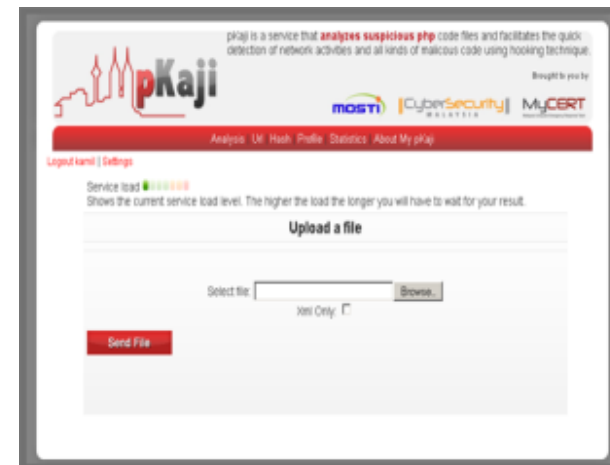 pKaji is a service that analyzes suspicious php code files and facilitates the quick
detection of network activities and all kinds of malicous code using hooking technique.
pKaji
Brought to you by
mosti
CyberSecurity
MALAYSIA
MyCERT
Analysis Url Hash Profile Statistics About My pKaji
Logout kamil | Settings
Service load
Shows the current service load level. The higher the load the longer you will have to wait for your result.
Upload a file
Select file: Browse..
Xml Only:
Send File